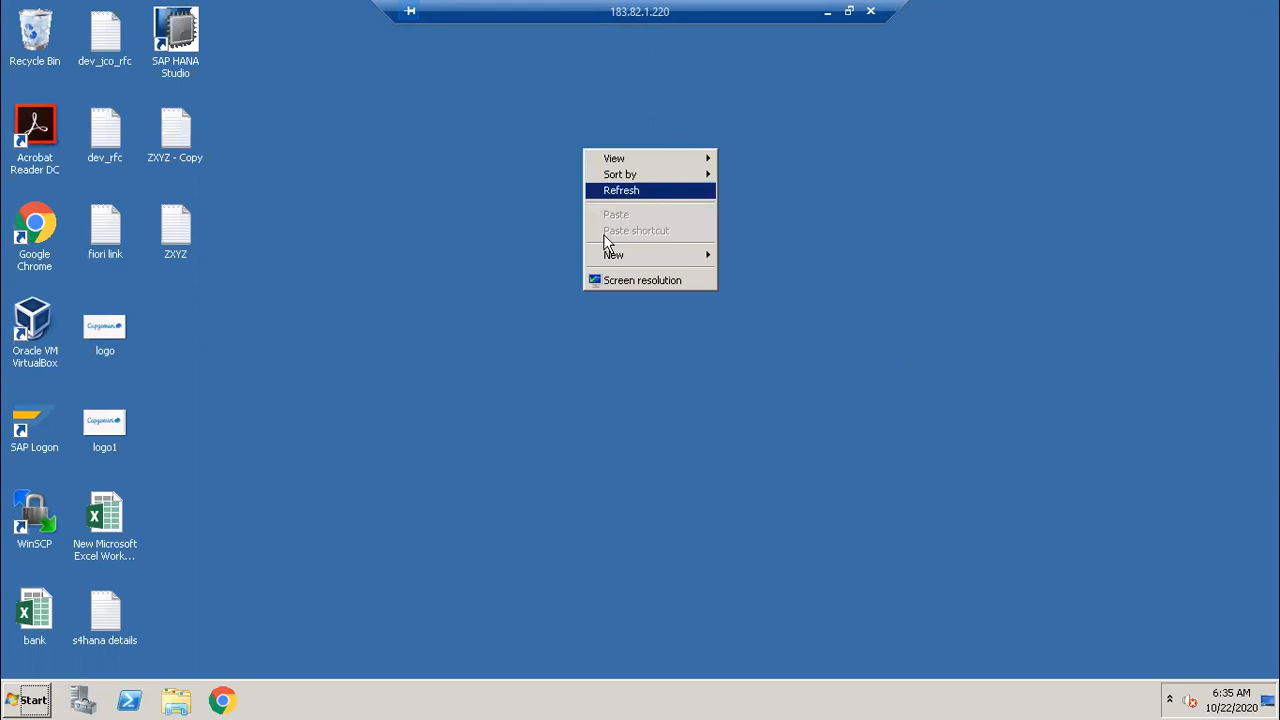 183.82.1.220
Recycle Bin
dev_jco_rfc
SAP HANA
Studio
Acrobat
Reader DC
dev_rfc
ZXYZ - Copy
Google
Chrome
fiori link
ZXYZ
Oracle VM
VirtualBox
Capgemini
logo
SAP Logon
Capgemini
logo1
WinSCP
New Microsoft
Excel Work...
bank
s4hana details
View
Sort by
Refresh
Paste
Paste shortcut
New
Screen resolution
Start
6:35 AM
10/22/2020